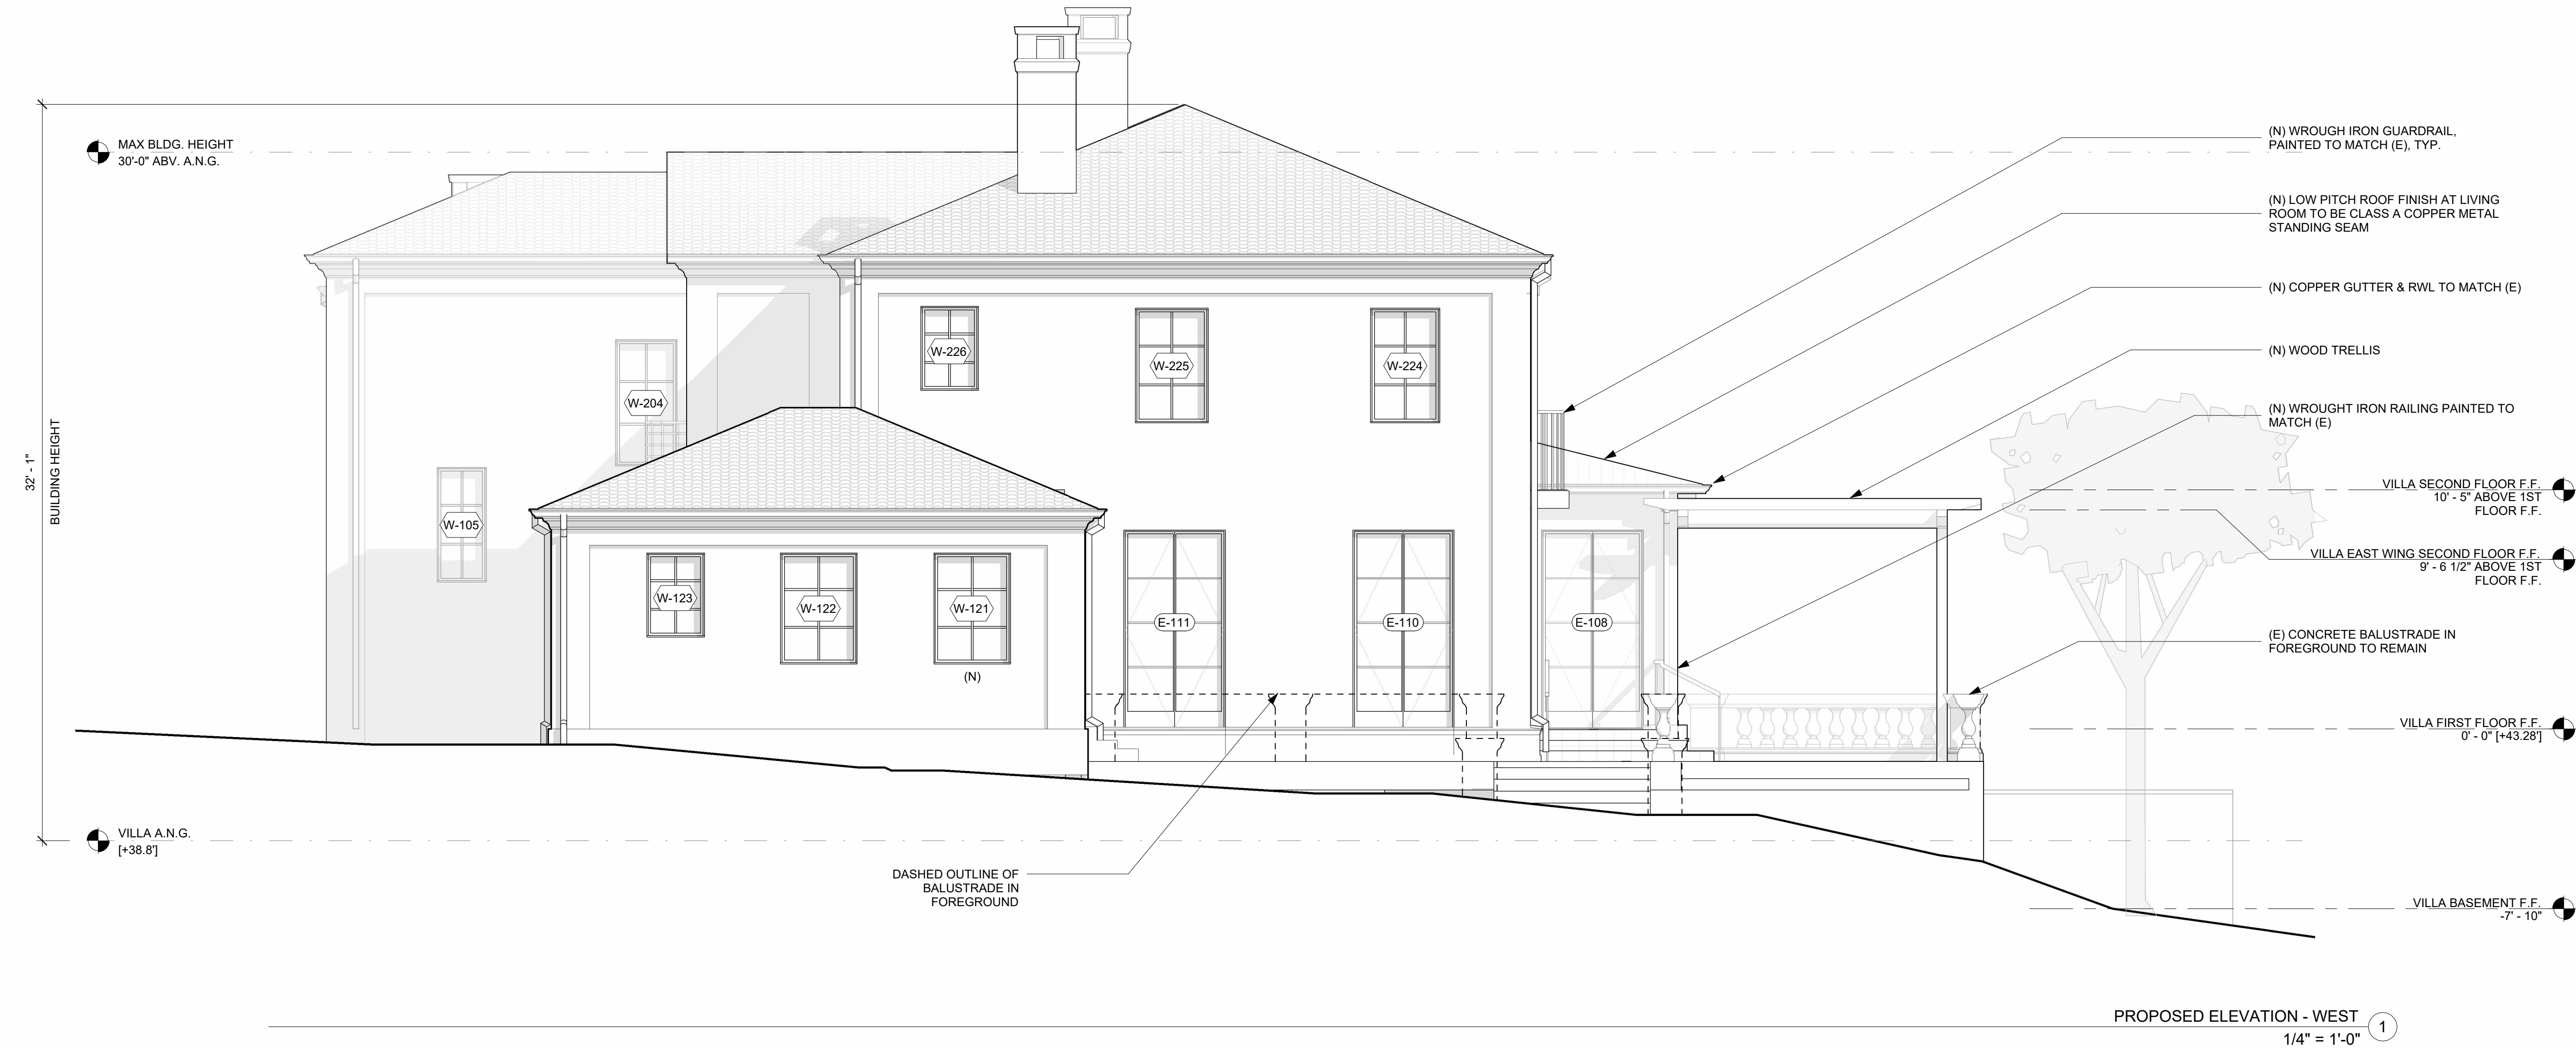 (N) WROUGH IRON GUARDRAIL,
PAINTED TO MATCH (E), TYP.
MAX BLDG. HEIGHT
30'-0" ABV. A.N.G.
(N) LOW PITCH ROOF FINISH AT LIVING
ROOM TO BE CLASS A COPPER METAL
STANDING SEAM
(N) COPPER GUTTER & RWL TO MATCH (E)
(N) WOOD TRELLIS
W-226
W-225
W-224
W-204
(N) WROUGHT IRON RAILING PAINTED TO
MATCH (E)
32' - 1"
BUILDING HEIGHT
VILLA SECOND FLOOR F.F.
10' - 5" ABOVE 1ST
FLOOR F.F.
W-105
VILLA EAST WING SECOND FLOOR F.F.
9' - 6 1/2" ABOVE 1ST
FLOOR F.F.
W-123
W-122
W-121
(N)
E-111
E-110
E-108
(E) CONCRETE BALUSTRADE IN
FOREGROUND TO REMAIN
VILLA FIRST FLOOR F.F.
0' - 0" [+43.28']
VILLA A.N.G.
[+38.8']
DASHED OUTLINE OF
BALUSTRADE IN
FOREGROUND
VILLA BASEMENT F.F.
-7' - 10"
PROPOSED ELEVATION - WEST
1
1/4" = 1'-0"